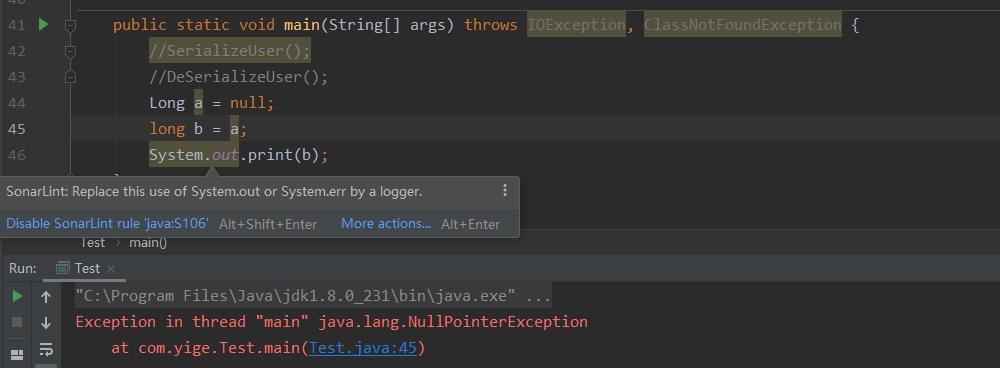 41 public static void main(String[] args) throws IOException, ClassNotFoundException {
42 //SerializeUser();
43 //DeSerializeUser();
44 Long a = null;
45 long b = a;
46 System.out.print(b);
SonarLint: Replace this use of System.out or System.err by a logger.
Disable SonarLint rule 'java:S106' Alt+Shift+Enter More actions... Alt+Enter
Test › main()
Run: Test ×
"C:\Program Files\Java\jdk1.8.0_231\bin\java.exe" ...
Exception in thread "main" java.lang.NullPointerException
at com.yige.Test.main(Test.java:45)